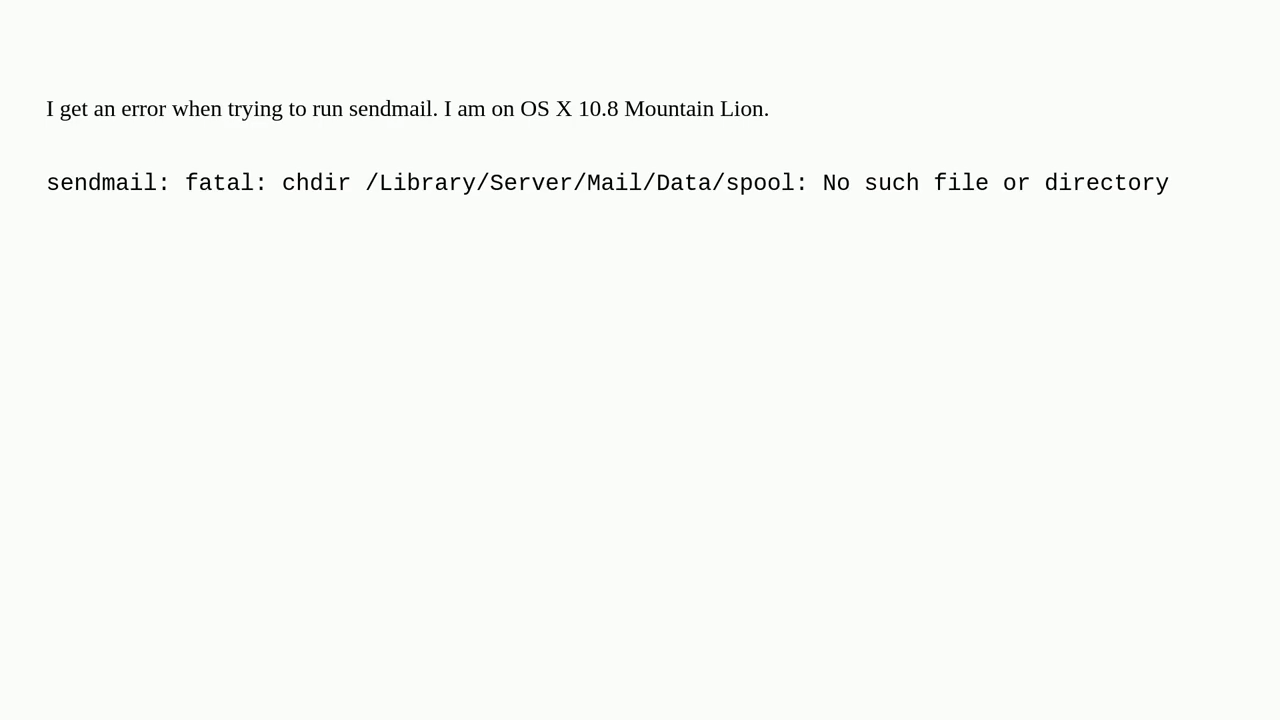 I get an error when trying to run sendmail. I am on OS X 10.8 Mountain Lion.
sendmail: fatal: chdir /Library/Server/Mail/Data/spool: No such file or directory